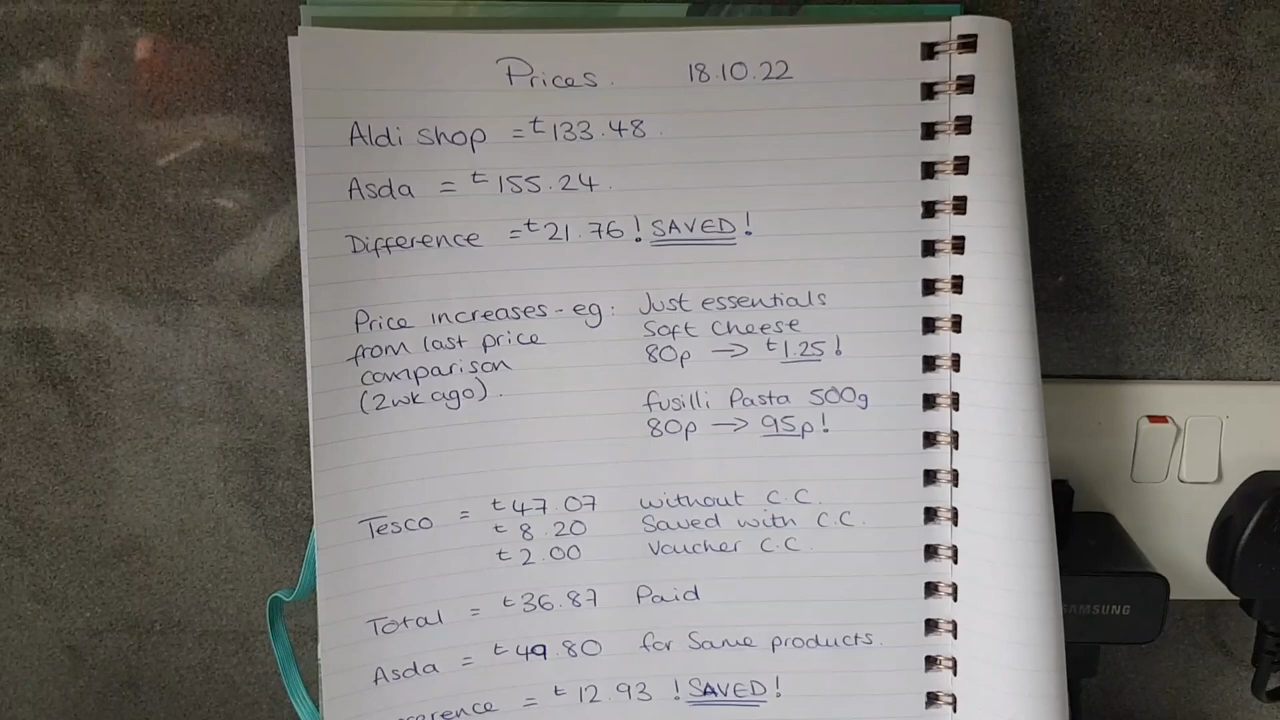 Prices. 18.10.22
Aldi shop = £133.48.
Asda = £155.24.
Difference = £21.76! SAVED!
Price increases - eg: Just essentials
from last price Soft Cheese
comparison 80p → £1.25!
(2wk ago).
fusilli Pasta 500g
80p → 95p!
Tesco = £47.07 without C.C.
£8.20 Saved with C.C.
£2.00 Voucher C.C.
Total = £36.87 Paid
Asda = £49.80 for Same products.
= £12.93 ! SAVED!
SAMSUNG